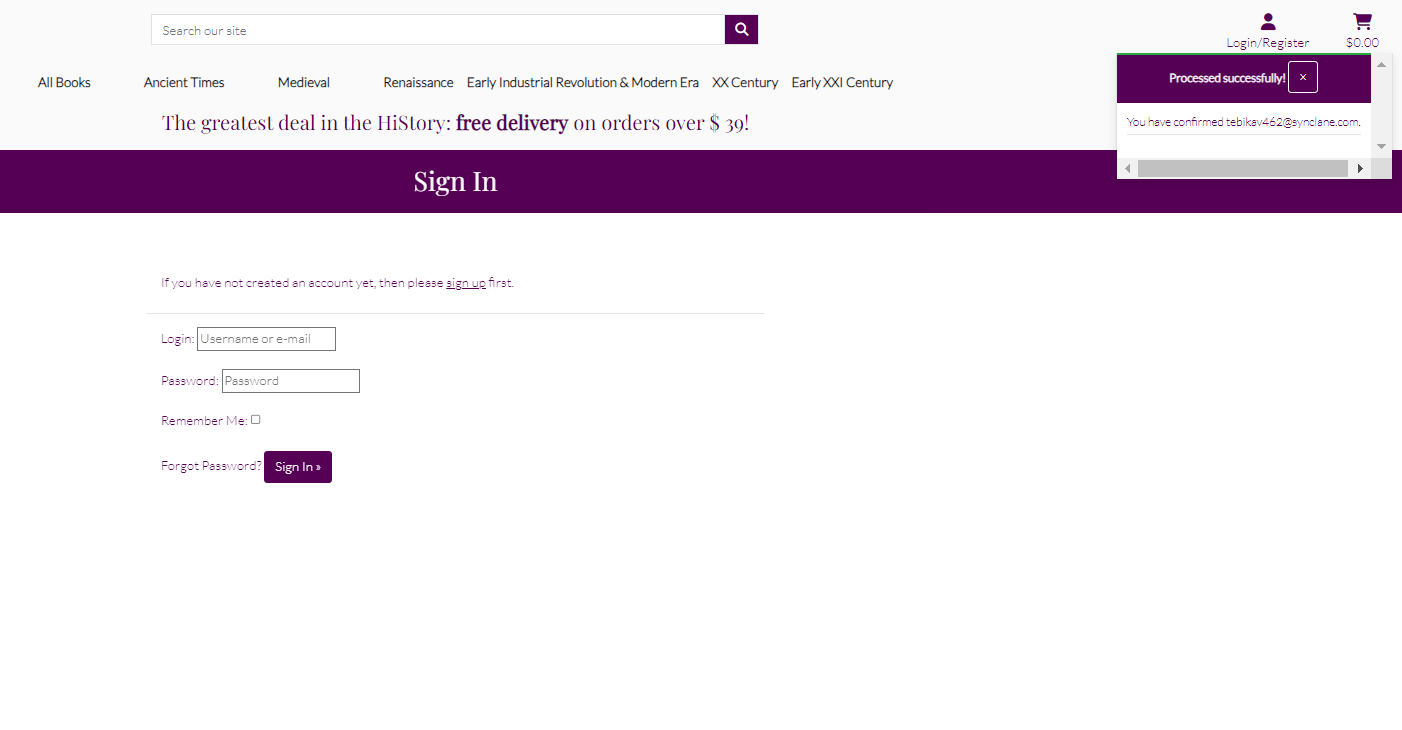 Search our site
Login/Register
$0.00
All Books Ancient Times Medieval Renaissance Early Industrial Revolution & Modern Era XX Century Early XXI Century
Processed successfully! ×
You have confirmed tebikav462@synclane.com.
The greatest deal in the HiStory: free delivery on orders over $ 39!
Sign In
If you have not created an account yet, then please sign up first.
Login: Username or e-mail
Password: Password
Remember Me:
Forgot Password? Sign In »